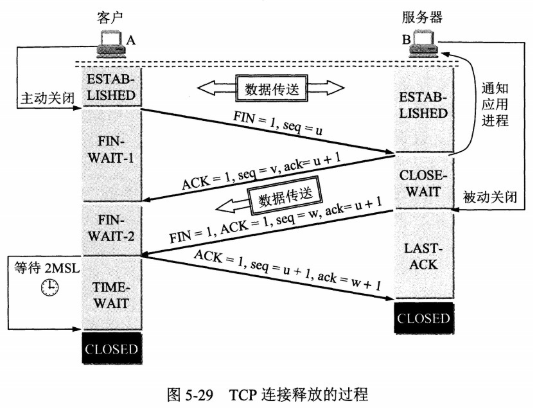 客户
服务器
A
B
ESTAB-
LISHED
数据传送
主动关闭
ESTAB-
LISHED
通知
应用
进程
FIN = 1, seq = u
FIN-
WAIT-1
ACK = 1, seq = v, ack= u + 1
CLOSE-
WAIT
数据传送
被动关闭
FIN = 1, ACK = 1, seq = w, ack= u + 1
FIN-
WAIT-2
ACK = 1, seq = u + 1, ack = w + 1
LAST-
ACK
等待 2MSL
TIME-
WAIT
CLOSED
CLOSED
图 5-29 TCP 连接释放的过程